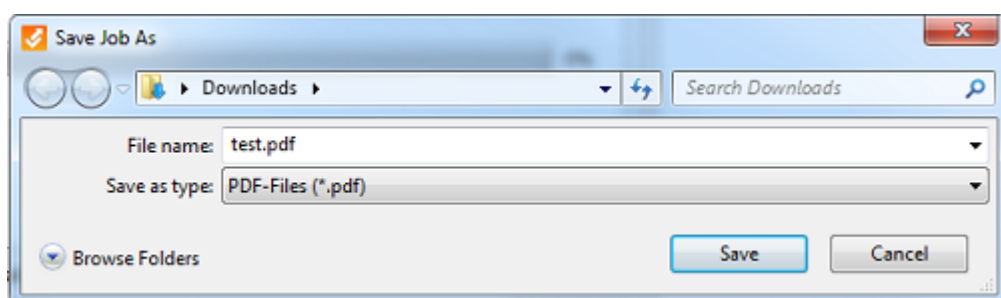 Save Job As
Downloads
Search Downloads
File name: test.pdf
Save as type: PDF-Files (*.pdf)
Browse Folders
Save
Cancel